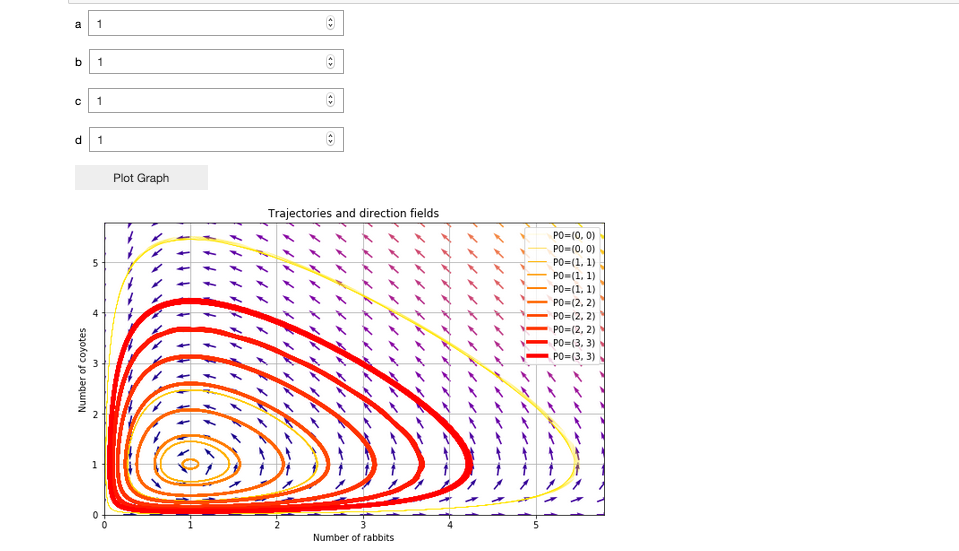 a 1
b 1
c 1
d 1
Plot Graph
Trajectories and direction fields
P0=(0, 0)
P0=(0, 0)
P0=(1, 1)
P0=(1, 1)
P0=(1, 1)
P0=(2, 2)
P0=(2, 2)
P0=(2, 2)
P0=(3, 3)
P0=(3, 3)
Number of coyotes
5
4
3
2
1
0
0 1 2 3 4 5
Number of rabbits